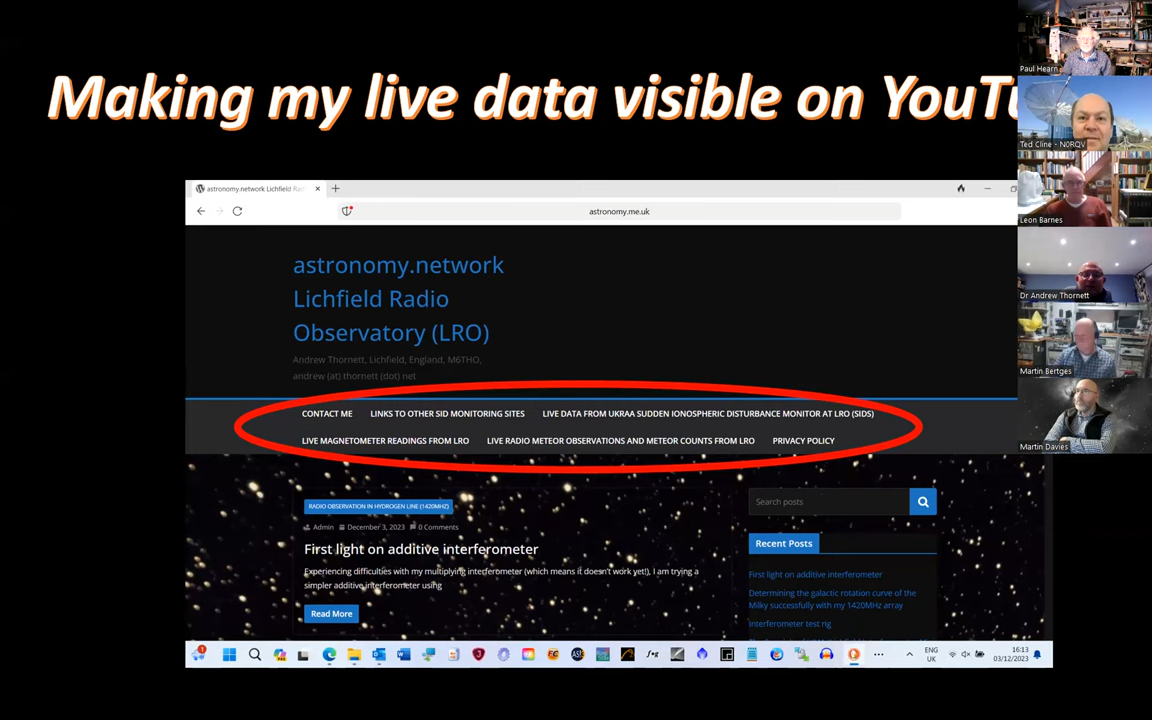 Making my live data visible on YouT
Paul Hearn
Ted Cline - N0RQV
Leon Barnes
Dr Andrew Thornett
Martin Bertges
Martin Davies
astronomy.network Lichfield Rad
astronomy.me.uk
astronomy.network
Lichfield Radio
Observatory (LRO)
Andrew Thornett, Lichfield, England, M6THO,
andrew (at) thornett (dot) net
CONTACT ME LINKS TO OTHER SID MONITORING SITES LIVE DATA FROM UKRAA SUDDEN IONOSPHERIC DISTURBANCE MONITOR AT LRO (SIDS)
LIVE MAGNETOMETER READINGS FROM LRO LIVE RADIO METEOR OBSERVATIONS AND METEOR COUNTS FROM LRO PRIVACY POLICY
RADIO OBSERVATION IN HYDROGEN LINE (1420MHZ)
Admin December 3, 2023 0 Comments
First light on additive interferometer
Experiencing difficulties with my multiplying interferometer (which means it doesn't work yet!), I am trying a
simpler additive interferometer using
Read More
Search posts
Recent Posts
First light on additive interferometer
Determining the galactic rotation curve of the
Milky successfully with my 1420MHz array
Interferometer test rig
ENG
UK
16:13
03/12/2023